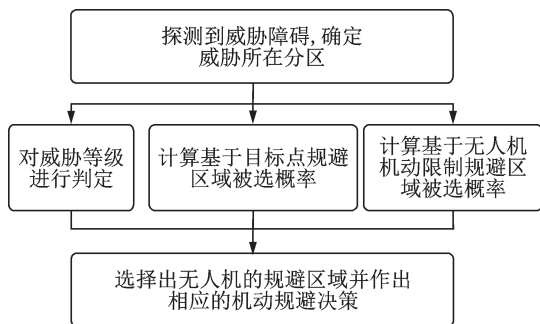 探测到威胁障碍,确定
威胁所在分区
对威胁等级
进行判定
计算基于目标点规避
区域被选概率
计算基于无人机
机动限制规避区
域被选概率
选择出无人机的规避区域并作出
相应的机动规避决策